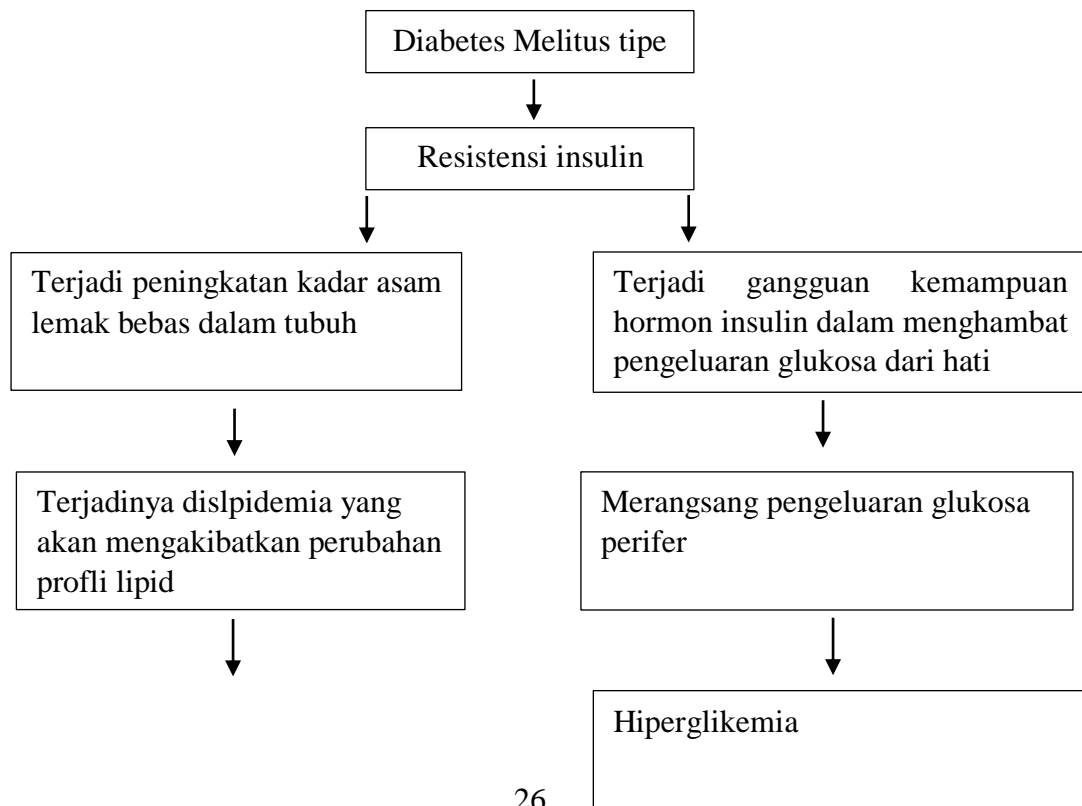 Diabetes Melitus tipe
Resistensi insulin
Terjadi peningkatan kadar asam
lemak bebas dalam tubuh
Terjadi gangguan kemampuan
hormon insulin dalam menghambat
pengeluaran glukosa dari hati
Terjadinya dislpidemia yang
akan mengakibatkan perubahan
profli lipid
Merangsang pengeluaran glukosa
perifer
Hiperglikemia
26